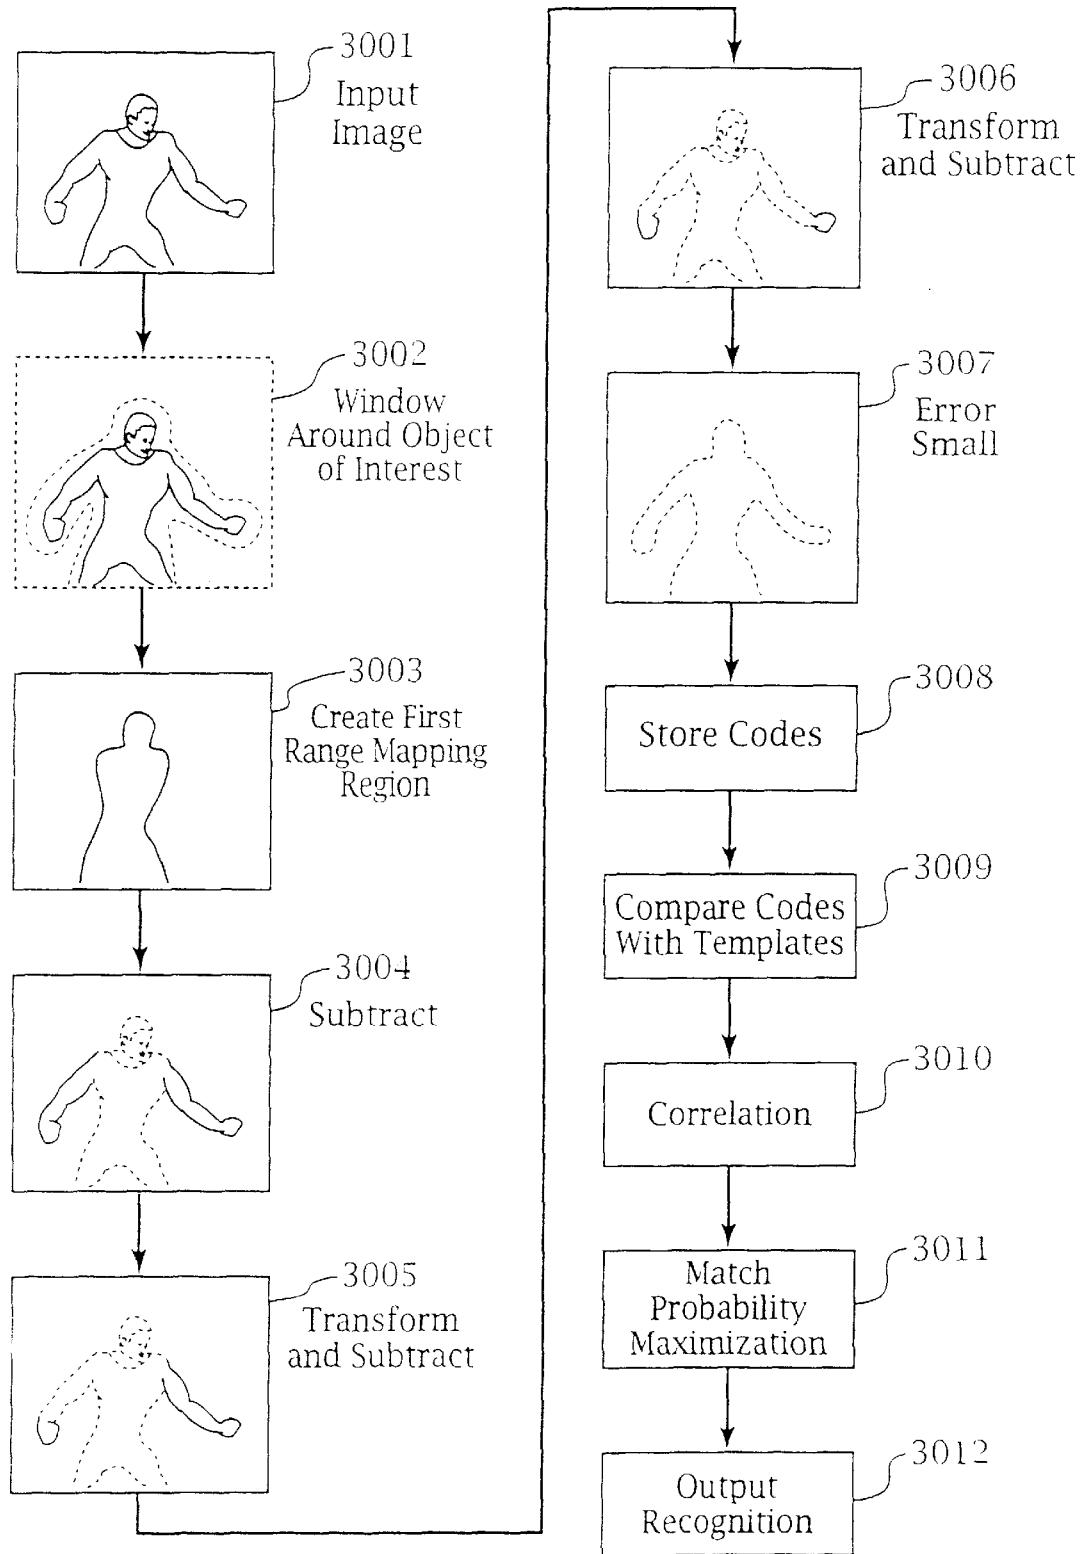 3001
Input
Image
3002
Window
Around Object
of Interest
3003
Create First
Range Mapping
Region
3004
Subtract
3005
Transform
and Subtract
3006
Transform
and Subtract
3007
Error
Small
3008
Store Codes
3009
Compare Codes
With Templates
3010
Correlation
3011
Match
Probability
Maximization
3012
Output
Recognition